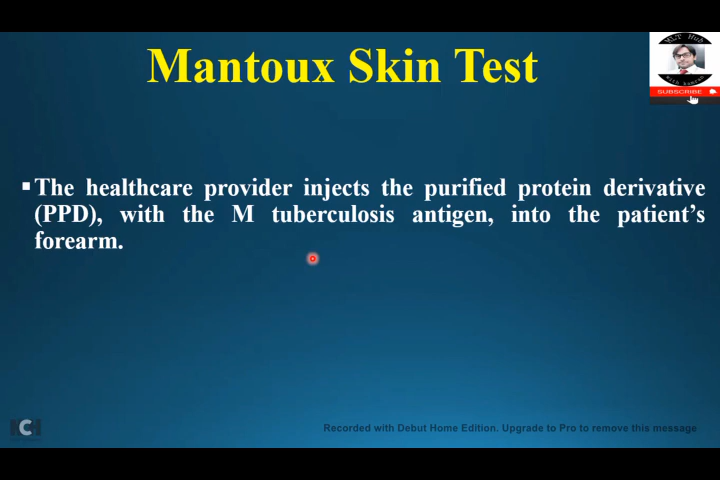 Mantoux Skin Test
SUBSCRIBE
▪The healthcare provider injects the purified protein derivative
(PPD), with the M tuberculosis antigen, into the patient's
forearm.
Recorded with Debut Home Edition. Upgrade to Pro to remove this message